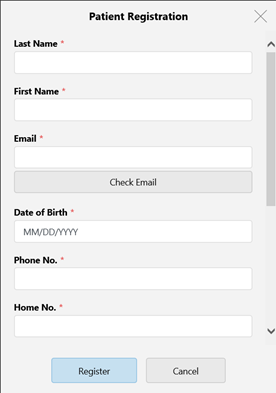 Patient Registration
Last Name *
First Name *
Email *
Check Email
Date of Birth *
MM/DD/YYYY
Phone No. *
Home No. *
Register Cancel